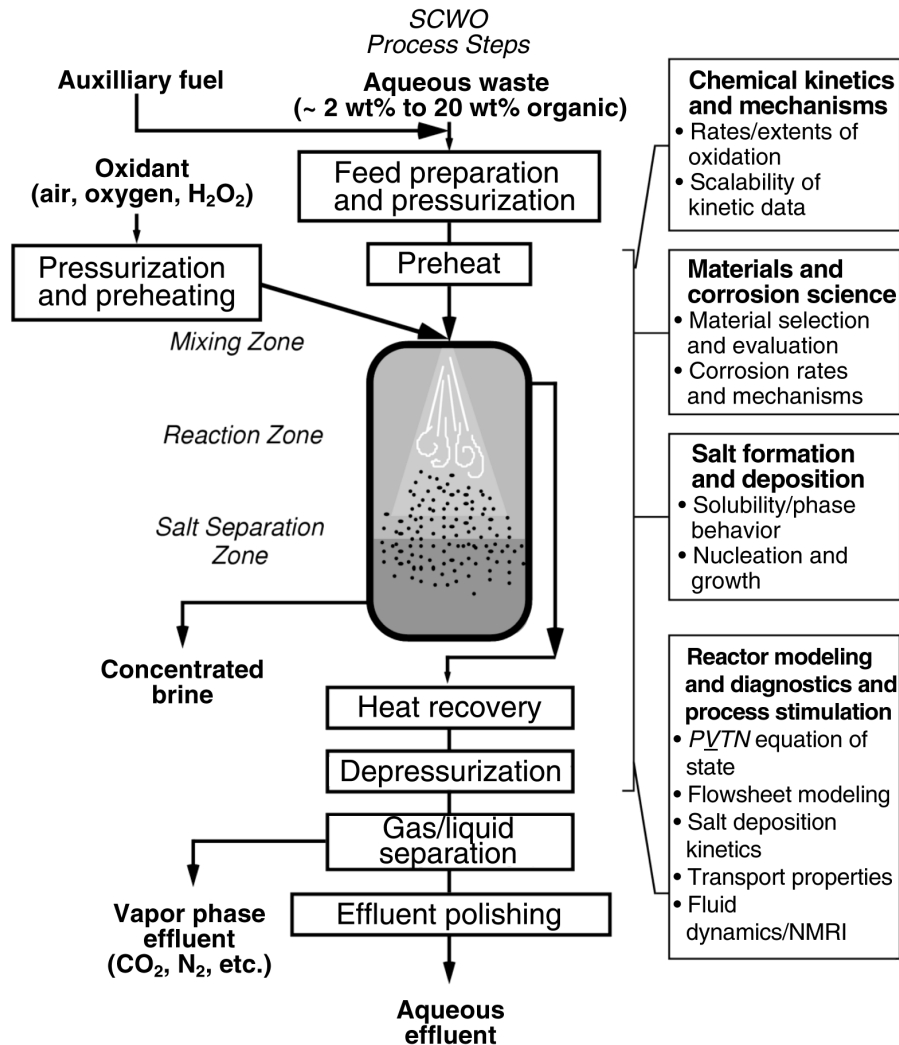 SCWO
Process Steps
Auxilliary fuel
Aqueous waste
(~ 2 wt% to 20 wt% organic)
Oxidant
(air, oxygen, H₂O₂)
Feed preparation
and pressurization
Pressurization
and preheating
Preheat
Mixing Zone
Reaction Zone
Salt Separation
Zone
Concentrated
brine
Heat recovery
Depressurization
Gas/liquid
separation
Vapor phase
effluent
(CO₂, N₂, etc.)
Effluent polishing
Aqueous
effluent
Chemical kinetics
and mechanisms
• Rates/extents of
oxidation
• Scalability of
kinetic data
Materials and
corrosion science
• Material selection
and evaluation
• Corrosion rates
and mechanisms
Salt formation
and deposition
• Solubility/phase
behavior
• Nucleation and
growth
Reactor modeling
and diagnostics and
process stimulation
• PVTN equation of
state
• Flowsheet modeling
• Salt deposition
kinetics
• Transport properties
• Fluid
dynamics/NMRI